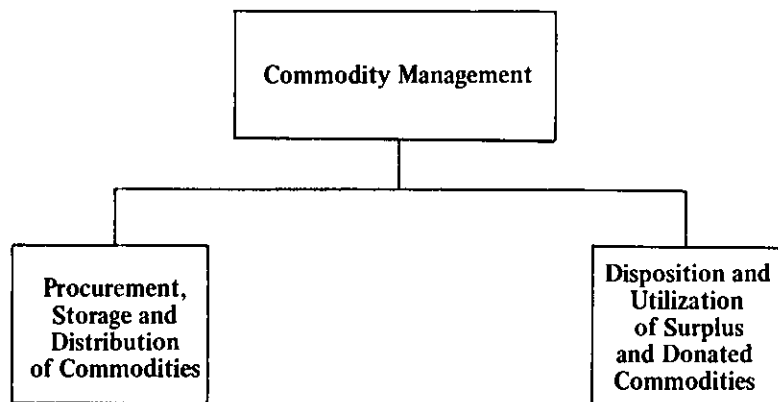 Commodity Management
Procurement,
Storage and
Distribution
of Commodities
Disposition and
Utilization
of Surplus
and Donated
Commodities